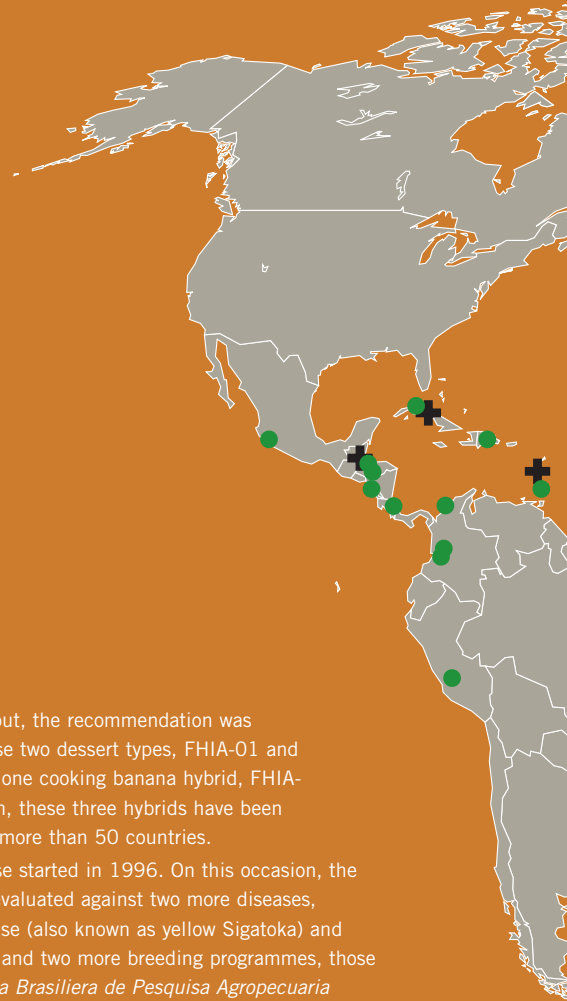 out, the recommendation was
se two dessert types, FHIA-01 and
one cooking banana hybrid, FHIA-
n, these three hybrids have been
more than 50 countries.
se started in 1996. On this occasion, the
evaluated against two more diseases,
se (also known as yellow Sigatoka) and
and two more breeding programmes, those
a Brasiliera de Pesquisa Agropecuaria